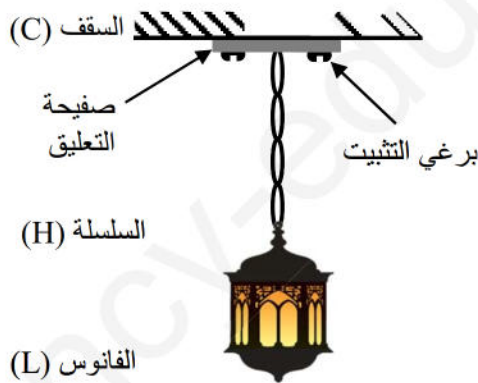 السقف (C)
صفيحة
التعليق
برغي التثبيت
السلسلة (H)
الفانوس (L)